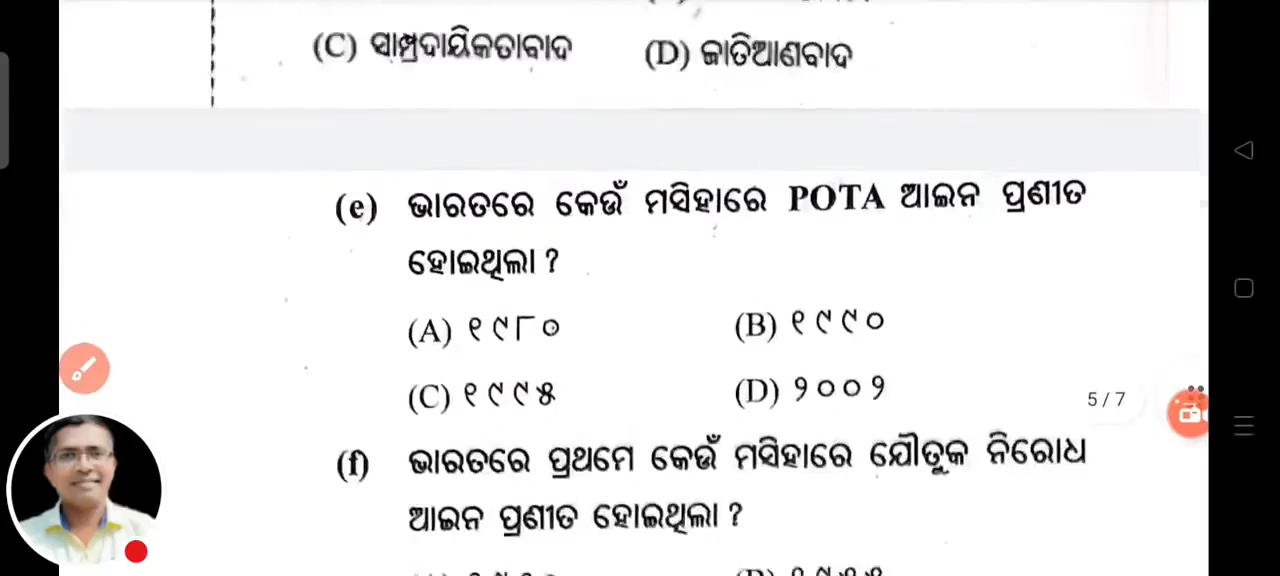 (C) ସାମ୍ପ୍ରଦାୟିକତାବାଦ (D) ଜାତିଆଣବାଦ
(e) ଭାରତରେ କେଉଁ ମସିହାରେ POTA ଆଇନ ପ୍ରଣୀତ
ହୋଇଥିଲା ?
(A) ୧୯୮୦ (B) ୧୯୯୦
(C) ୧୯୯୫ (D) ୨୦୦୨
5 / 7
(f) ଭାରତରେ ପ୍ରଥମେ କେଉଁ ମସିହାରେ ଯୌତୁକ ନିରୋଧ
ଆଇନ ପ୍ରଣୀତ ହୋଇଥିଲା ?